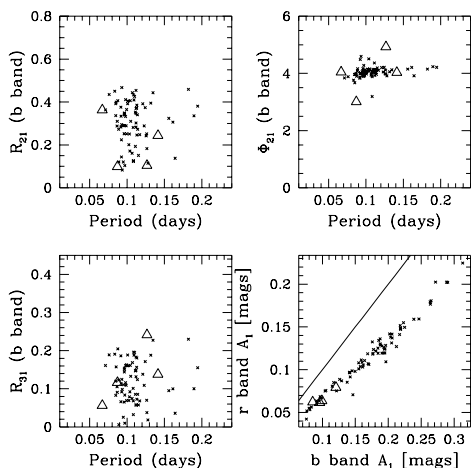 0.8
0.6
0.4
0.2
0
R21 (b band)
0.05 0.1 0.15 0.2
Period (days)
6
4
2
0
Φ21 (b band)
0.05 0.1 0.15 0.2
Period (days)
0.4
0.2
0
R31 (b band)
0.05 0.1 0.15 0.2
Period (days)
0.2
0.15
0.1
0.05
r band A1 [mags]
0.1 0.15 0.2 0.25 0.3
b band A1 [mags]